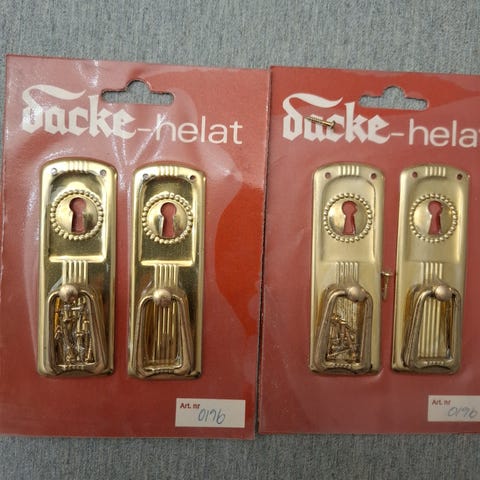 dacke-helat
Art. nr
0176
dacke-helat
Art. nr
0176